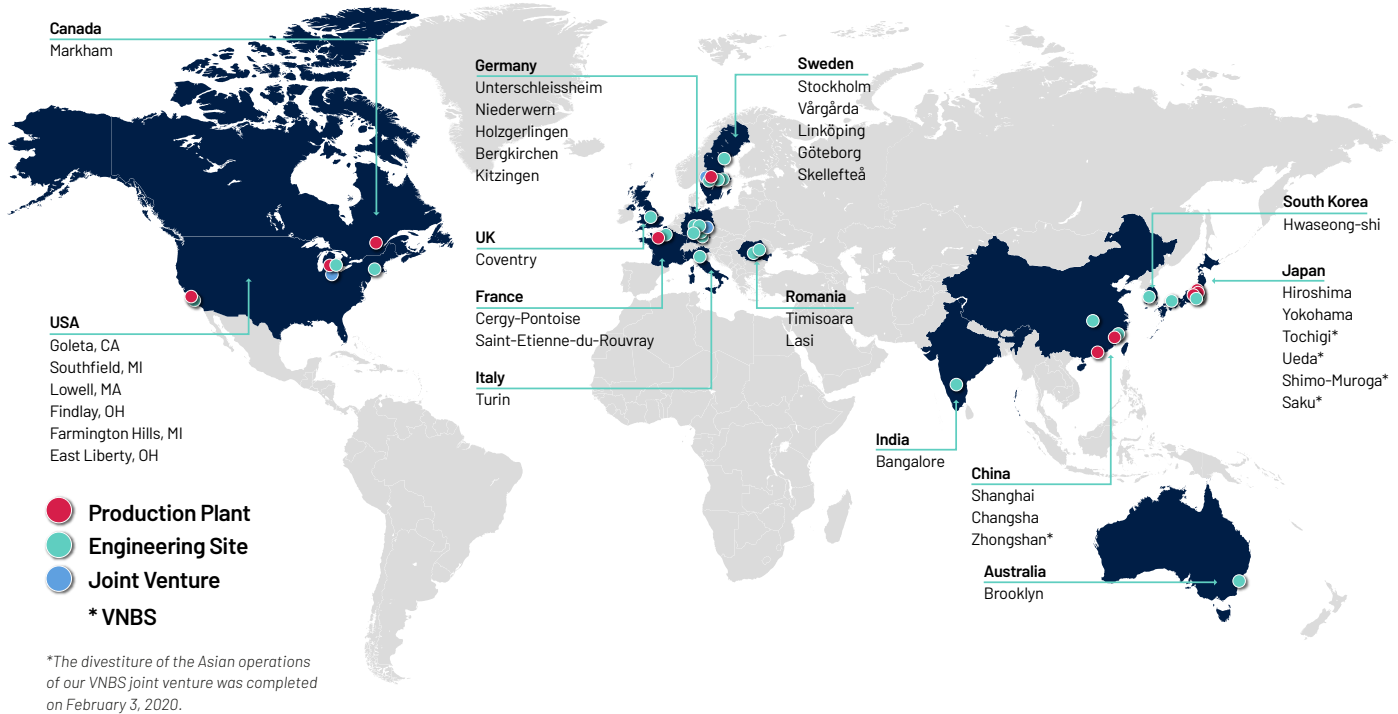 Canada
Markham
Germany
Unterschleissheim
Niederwern
Holzgerlingen
Bergkirchen
Kitzingen
Sweden
Stockholm
Vårgårda
Linköping
Göteborg
Skellefteå
UK
Coventry
France
Cergy-Pontoise
Saint-Etienne-du-Rouvray
Italy
Turin
Romania
Timisoara
Lasi
South Korea
Hwaseong-shi
Japan
Hiroshima
Yokohama
Tochigi*
Ueda*
Shimo-Muroga*
Saku*
USA
Goleta, CA
Southfield, MI
Lowell, MA
Findlay, OH
Farmington Hills, MI
East Liberty, OH
India
Bangalore
China
Shanghai
Changsha
Zhongshan*
Australia
Brooklyn
Production Plant
Engineering Site
Joint Venture
* VNBS
*The divestiture of the Asian operations
of our VNBS joint venture was completed
on February 3, 2020.